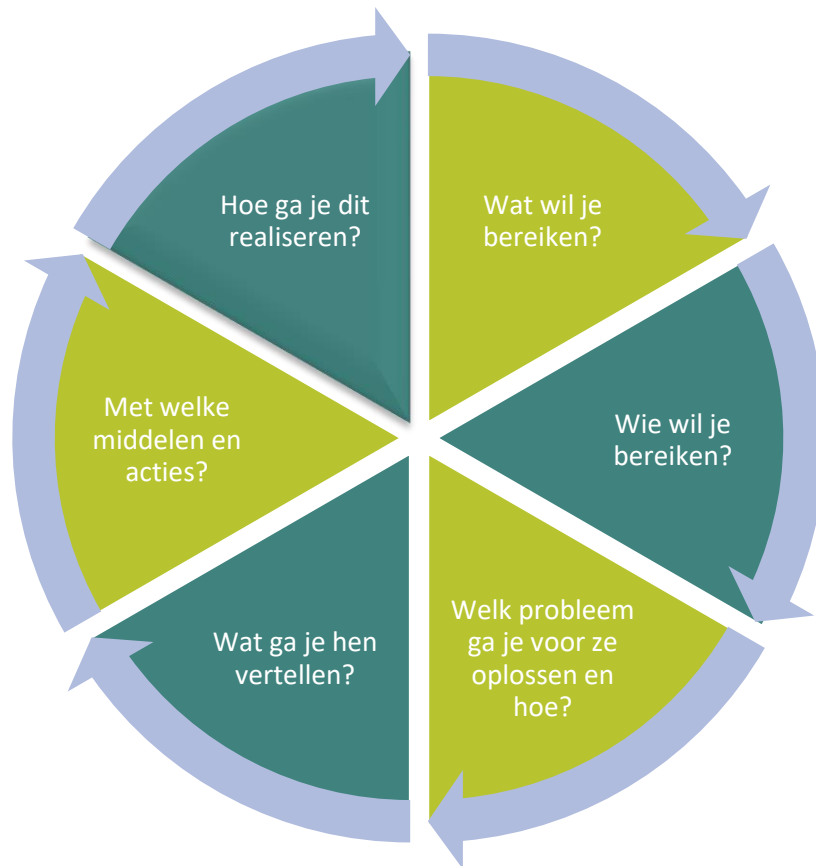 Wat wil je
bereiken?
Wie wil je
bereiken?
Welk probleem
ga je voor ze
oplossen en
hoe?
Wat ga je hen
vertellen?
Met welke
middelen en
acties?
Hoe ga je dit
realiseren?